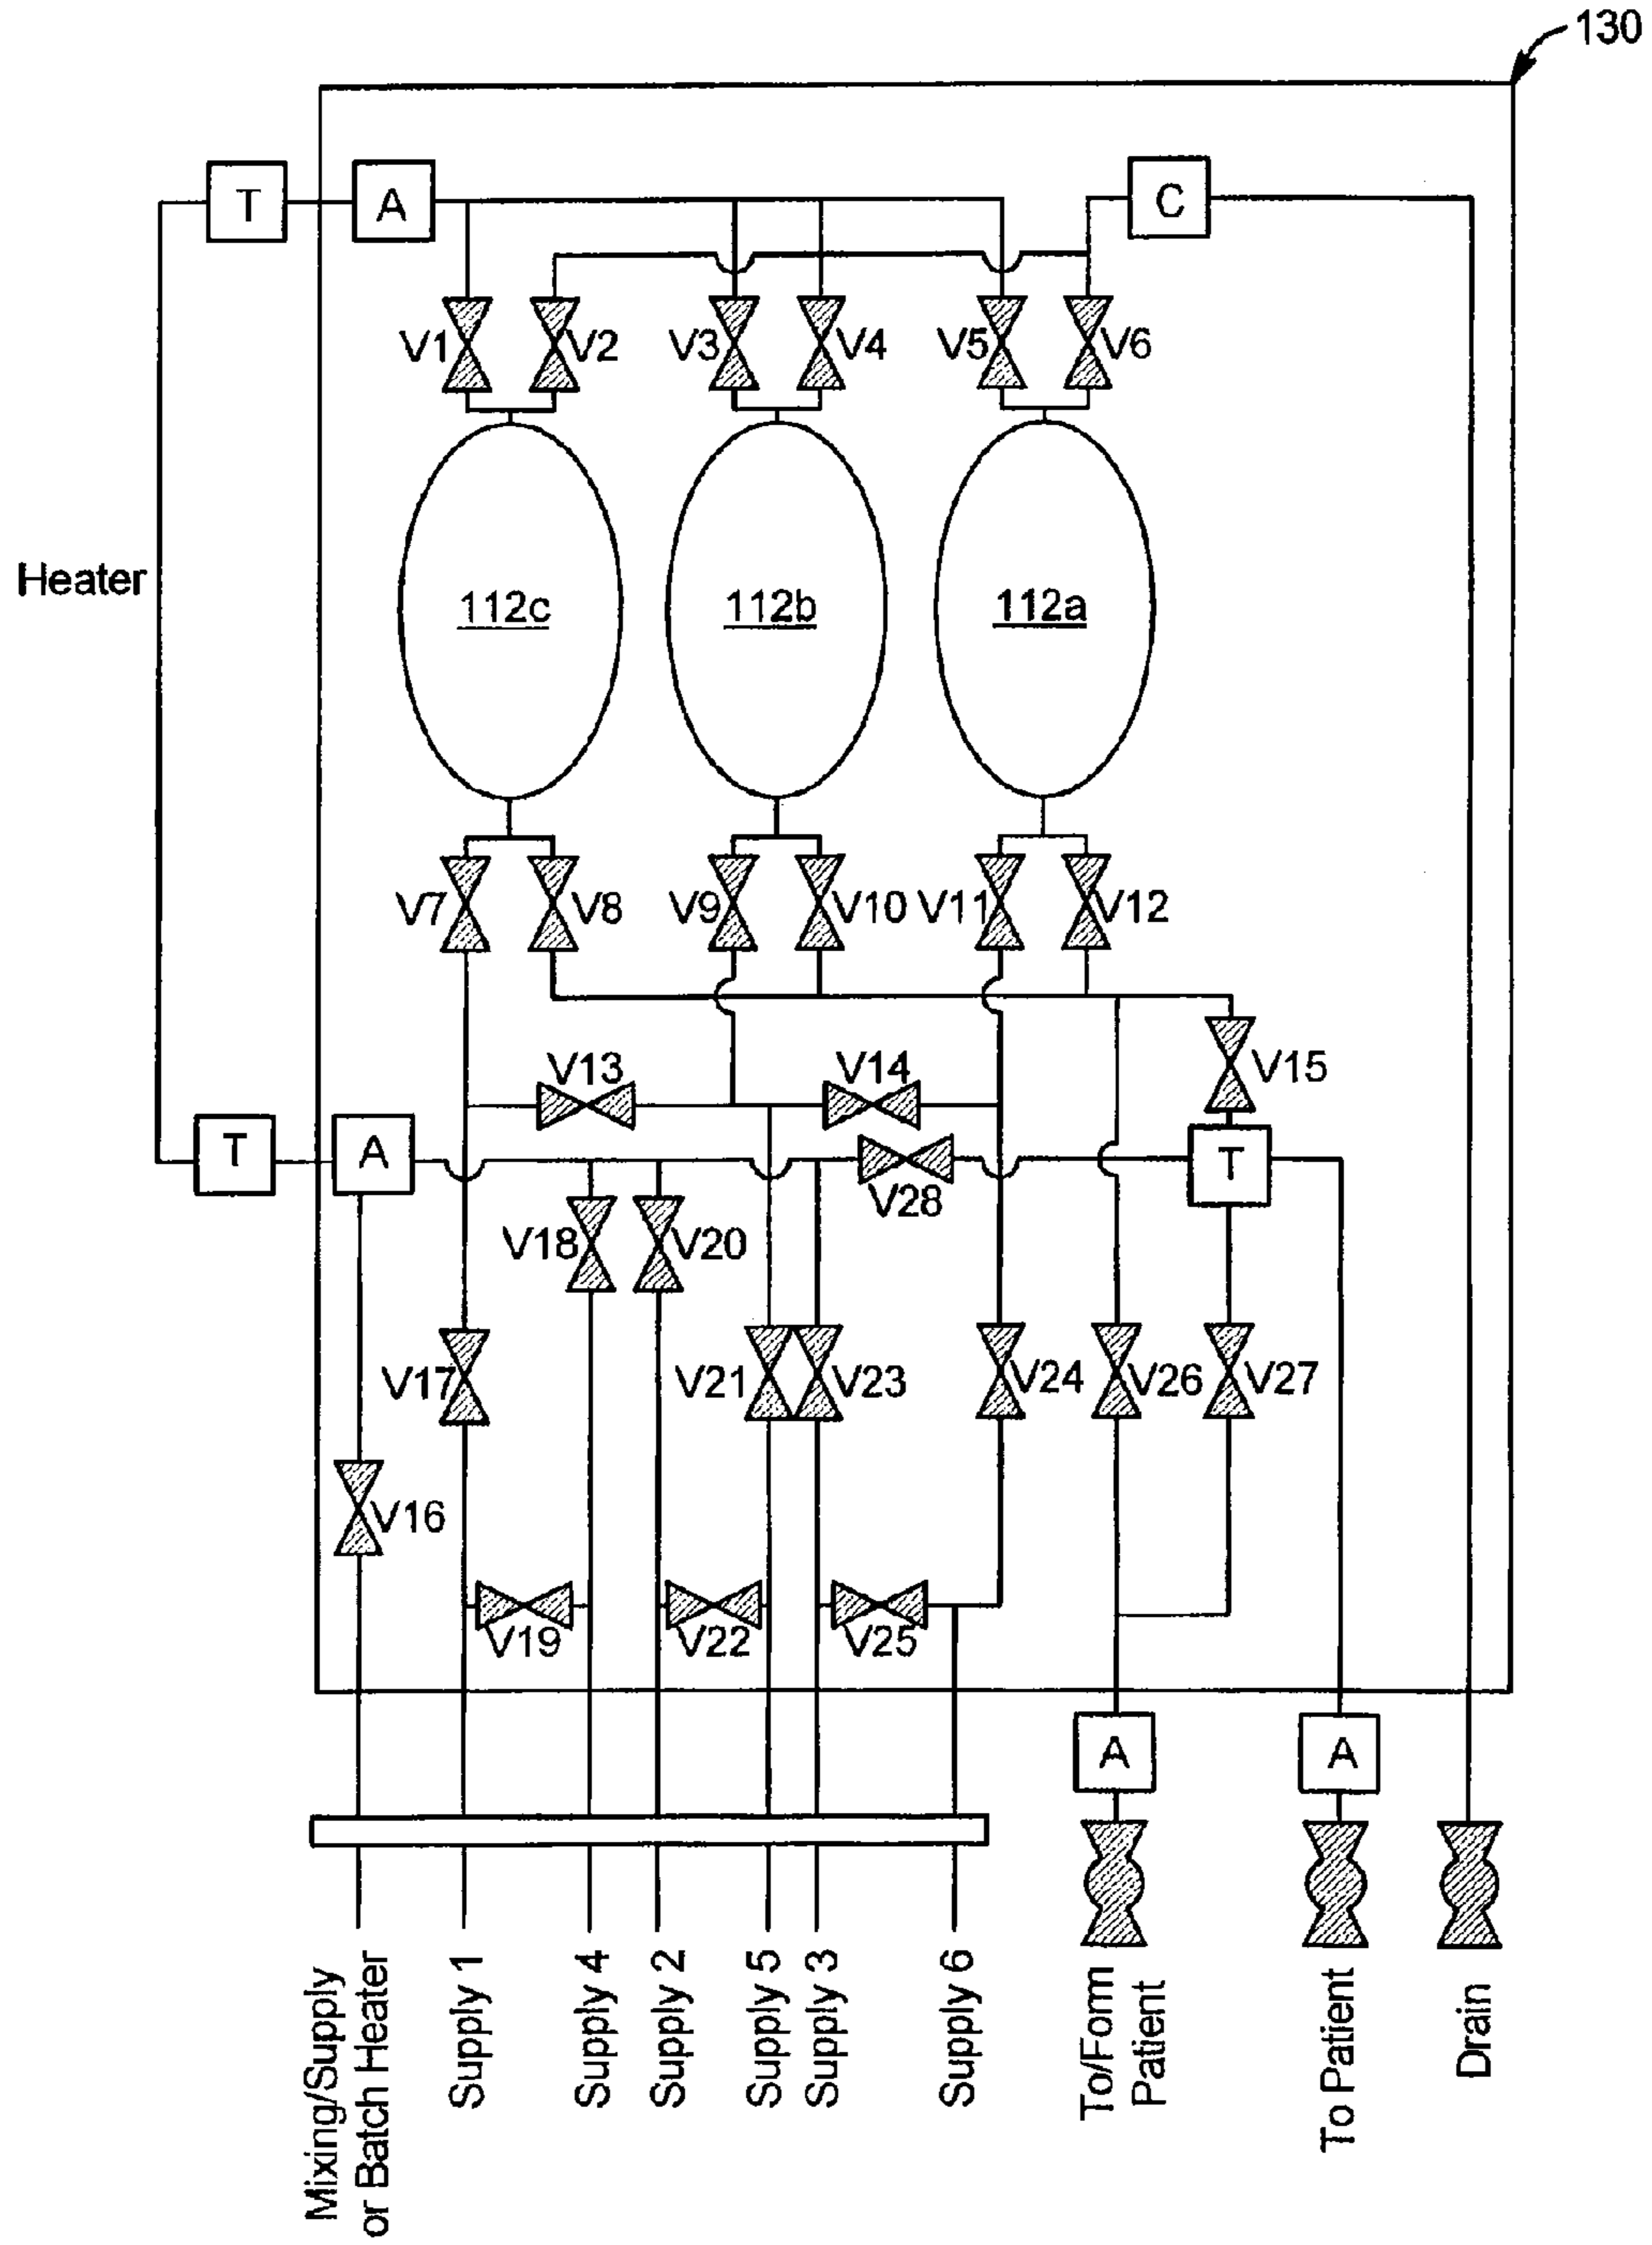 130
T
A
C
V1
V2
V3
V4
V5
V6
Heater
112c
112b
112a
V7
V8
V9
V10
V11
V12
V13
V14
V15
T
A
V28
T
V18
V20
V17
V21
V23
V24
V26
V27
V16
V19
V22
V25
A
A
Mixing/Supply
or Batch Heater
Supply 1
Supply 4
Supply 2
Supply 5
Supply 3
Supply 6
To/Form
Patient
To Patient
Drain